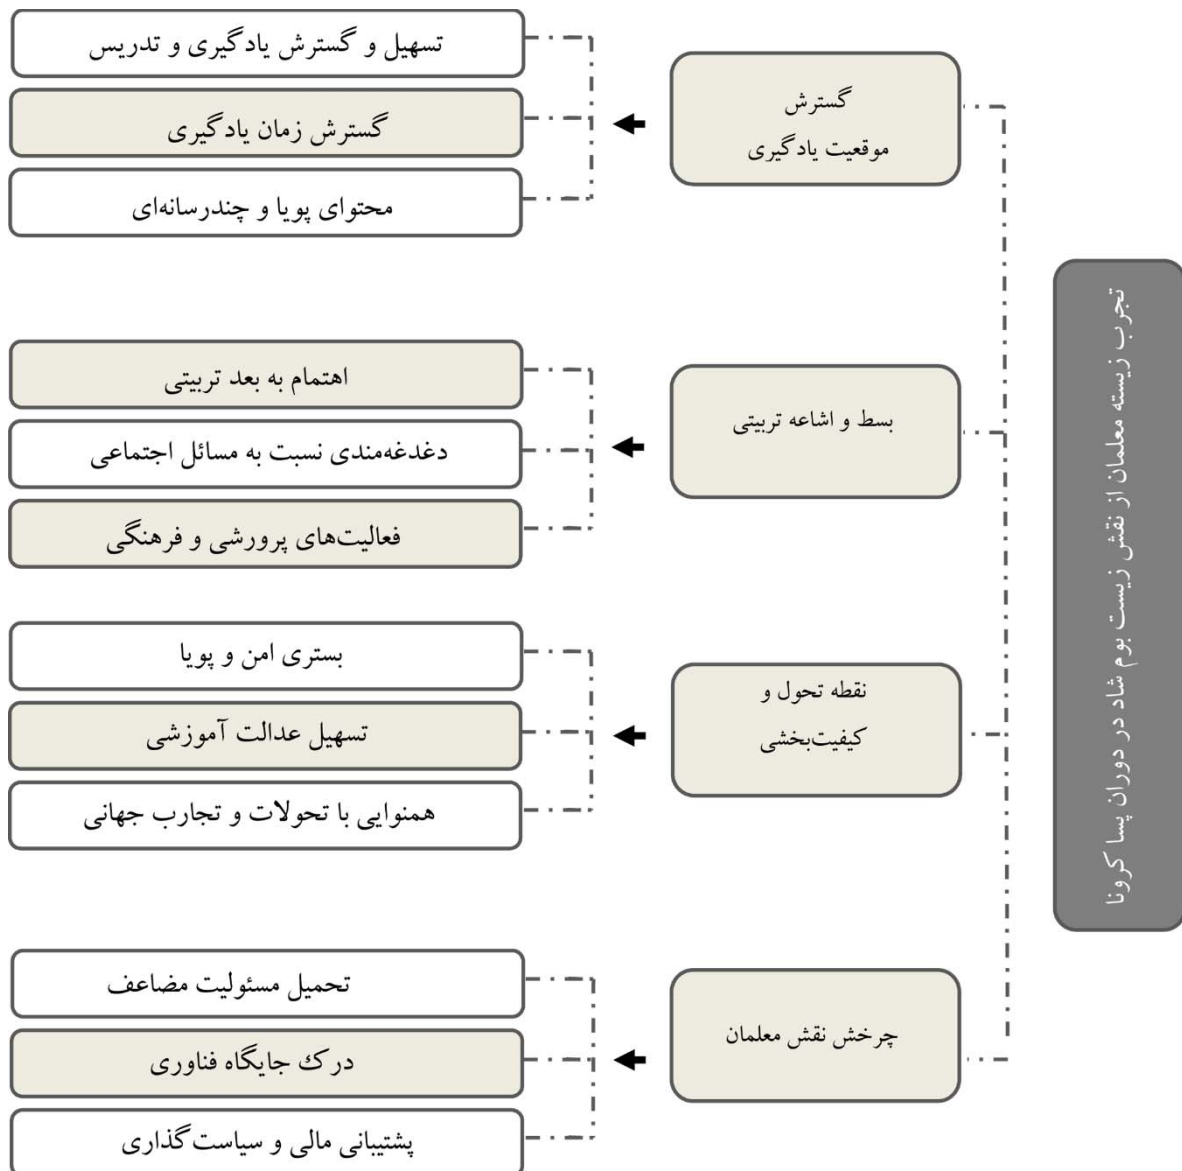 تجرب زیسته معلمان از نقش زیست بوم شاد در دوران پسا کرونا
گسترش
موقعیت یادگیری
تسهیل و گسترش یادگیری و تدریس
گسترش زمان یادگیری
محتوای پویا و چندرسانه‌ای
بسط و اشاعه تربیتی
اهتمام به بعد تربیتی
دغدغه‌مندی نسبت به مسائل اجتماعی
فعالیت‌های پرورشی و فرهنگی
نقطه تحول و
کیفیت‌بخشی
بستری امن و پویا
تسهیل عدالت آموزشی
همنوایی با تحولات و تجارب جهانی
چرخش نقش معلمان
تحمیل مسئولیت مضاعف
درک جایگاه فناوری
پشتیبانی مالی و سیاست‌گذاری